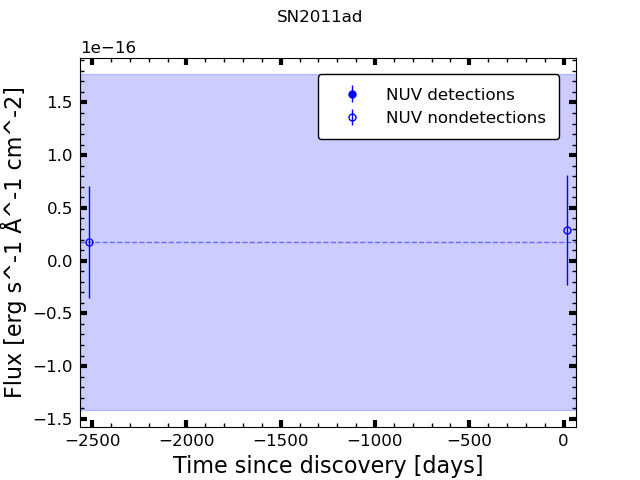 SN2011ad
1e−16
NUV detections
NUV nondetections
1.5
1.0
0.5
0.0
−0.5
−1.0
−1.5
Flux [erg s^-1 Å^-1 cm^-2]
−2500 −2000 −1500 −1000 −500 0
Time since discovery [days]